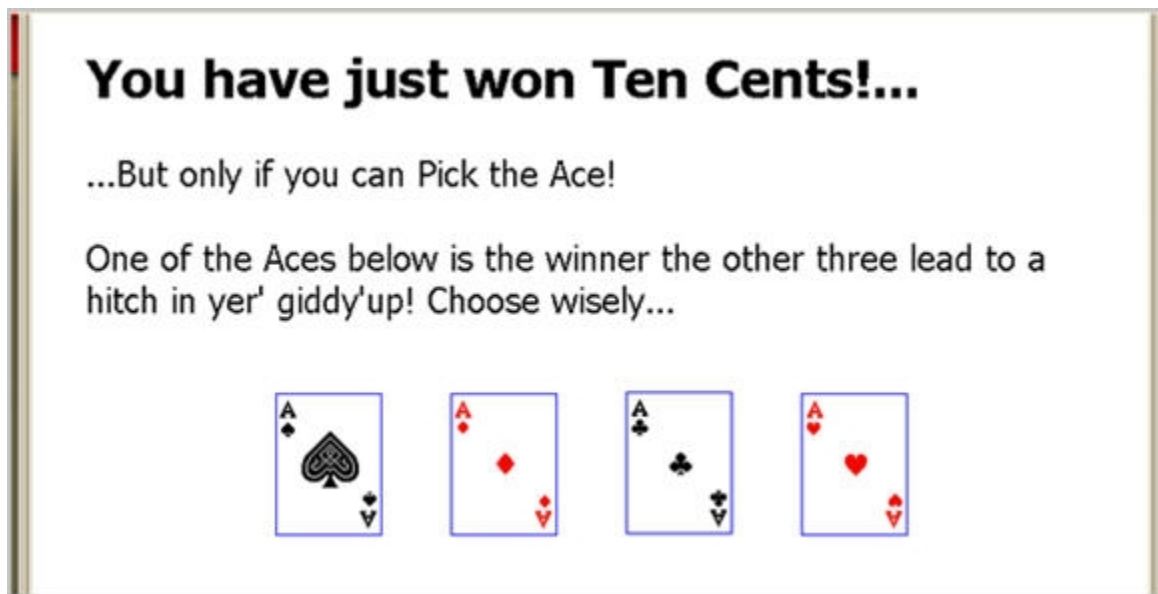 You have just won Ten Cents!...
...But only if you can Pick the Ace!
One of the Aces below is the winner the other three lead to a
hitch in yer' giddy'up! Choose wisely...
A A A A
A A A A